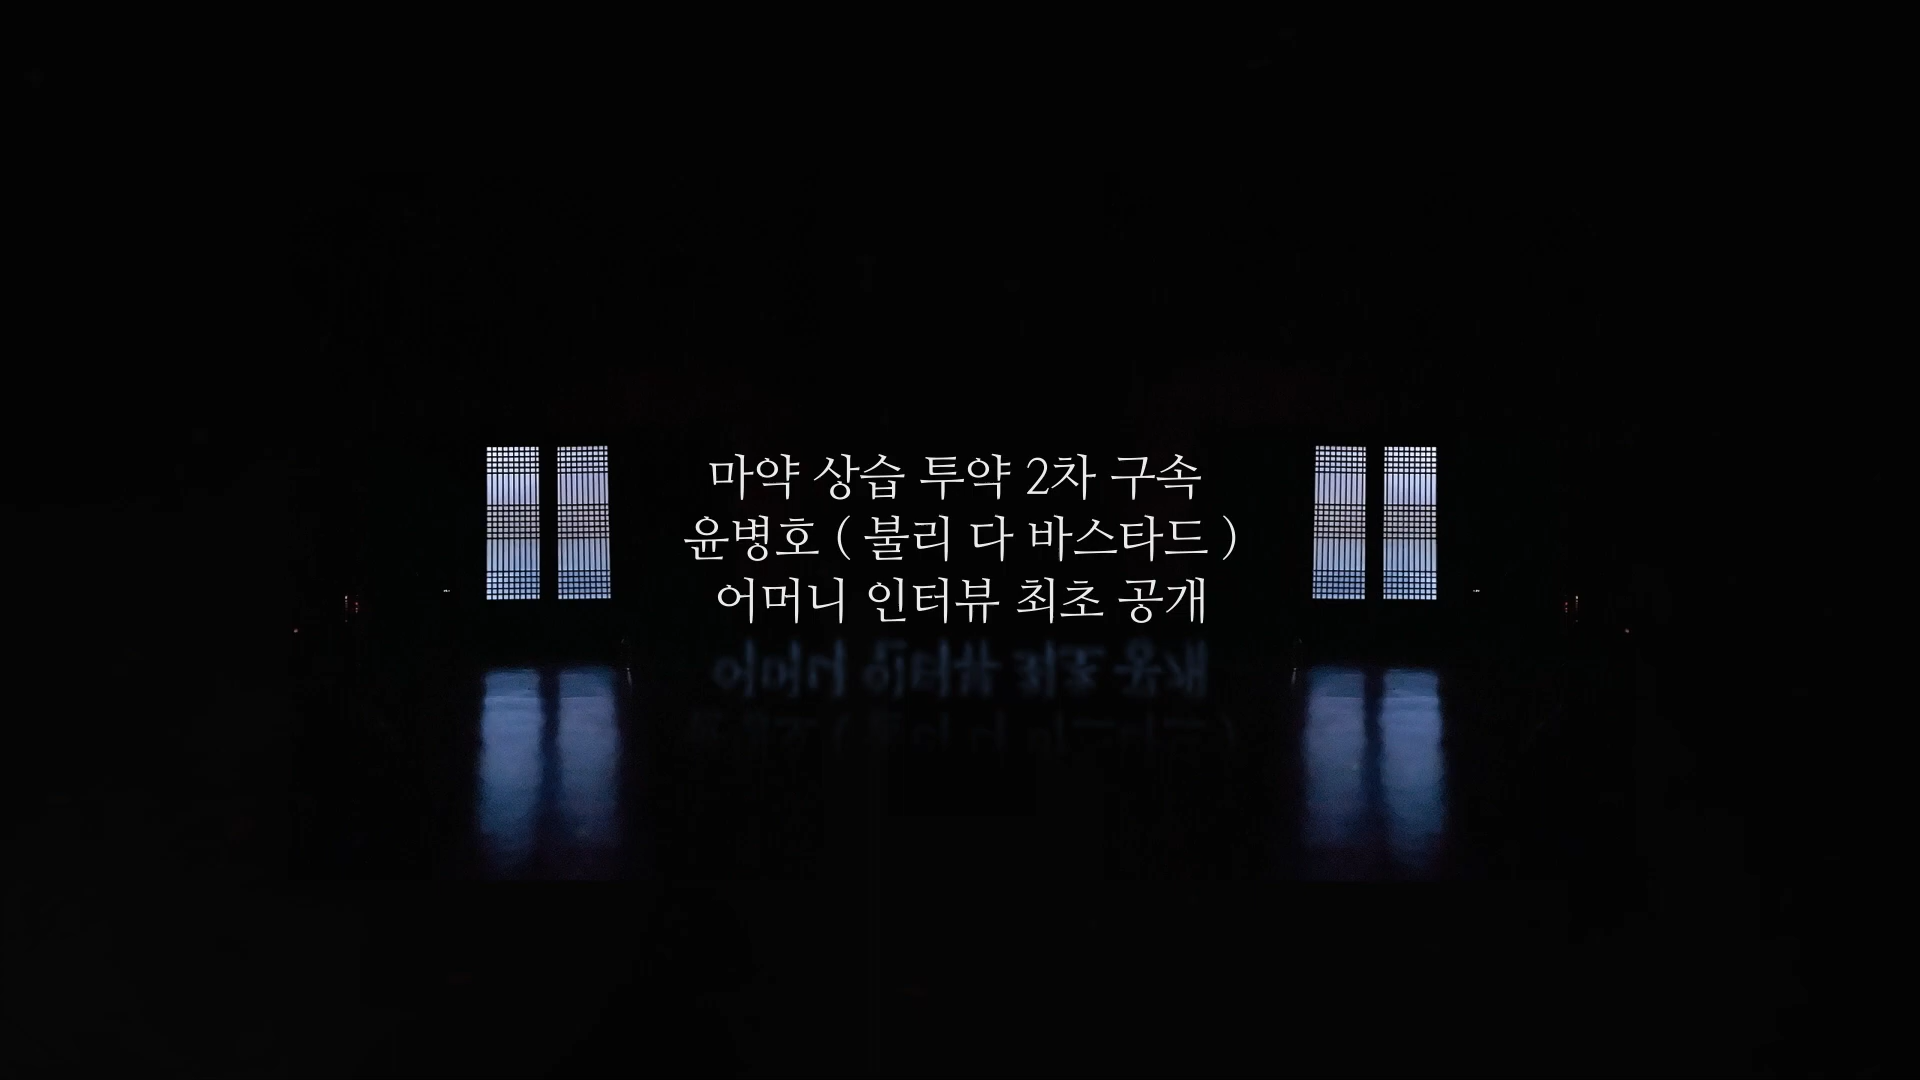 마약 상습 투약 2차 구속
윤병호 ( 불리 다 바스타드 )
어머니 인터뷰 최초 공개